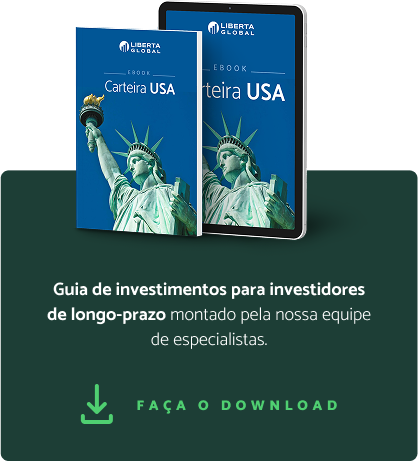 LIBERTA
GLOBAL
EBOOK
Carteira USA
LIBERTA
GLOBAL
EBOOK
rteira USA
Guia de investimentos para investidores
de longo-prazo montado pela nossa equipe
de especialistas.
FAÇA O DOWNLOAD